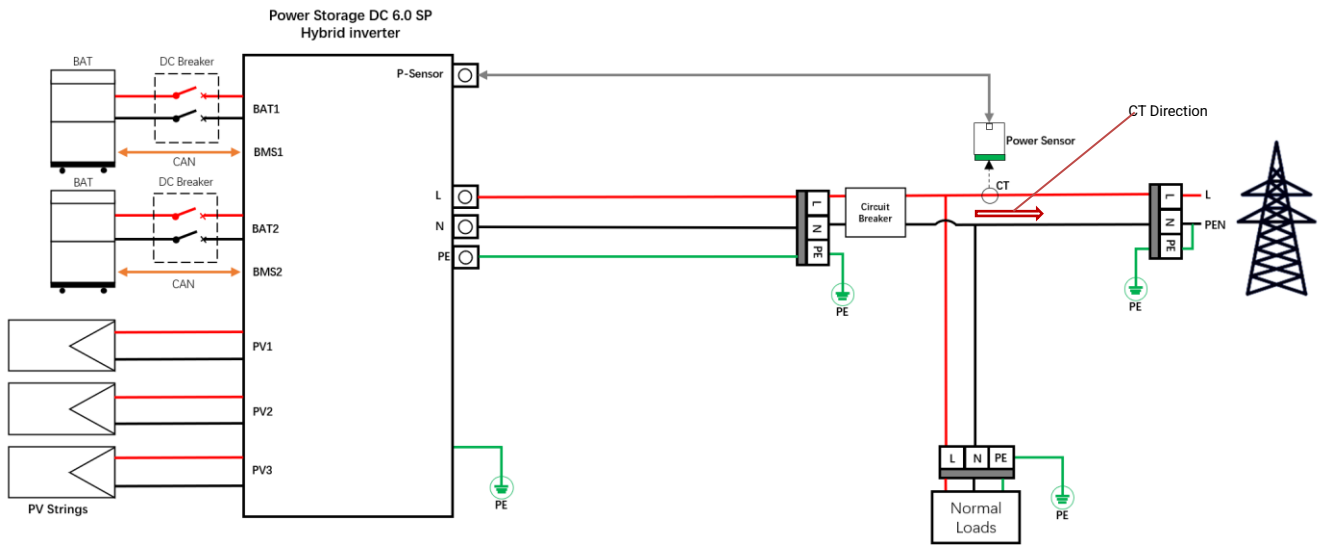 Power Storage DC 6.0 SP
Hybrid inverter
BAT
DC Breaker
P-Sensor
BAT1
CT Direction
Power Sensor
BMS1
CAN
BAT
DC Breaker
CT
L
L
Circuit
Breaker
L
L
BAT2
N
N
N
PEN
PE
PE
PE
BMS2
CAN
PE
PE
PV1
PV2
L
N
PE
PV3
PE
PE
PV Strings
Normal
Loads